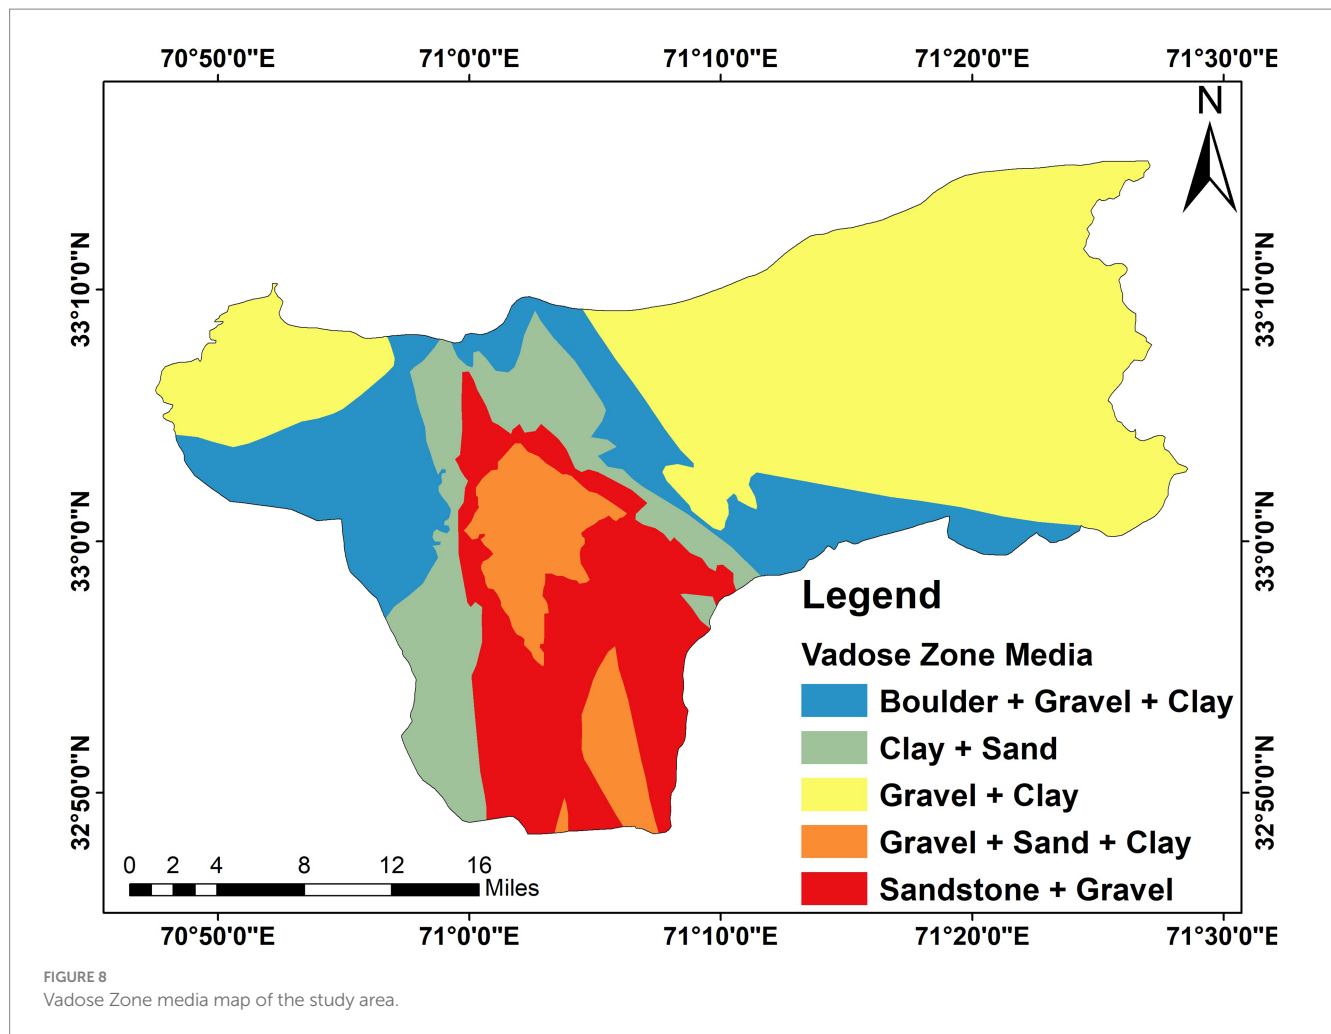 70°50'0"E 71°0'0"E 71°10'0"E 71°20'0"E 71°30'0"E
N
33°10'0"N 33°10'0"N
33°0'0"N 33°0'0"N
32°50'0"N 32°50'0"N
Legend
Vadose Zone Media
Boulder + Gravel + Clay
Clay + Sand
Gravel + Clay
Gravel + Sand + Clay
Sandstone + Gravel
0 2 4 8 12 16
Miles
70°50'0"E 71°0'0"E 71°10'0"E 71°20'0"E 71°30'0"E
FIGURE 8
Vadose Zone media map of the study area.